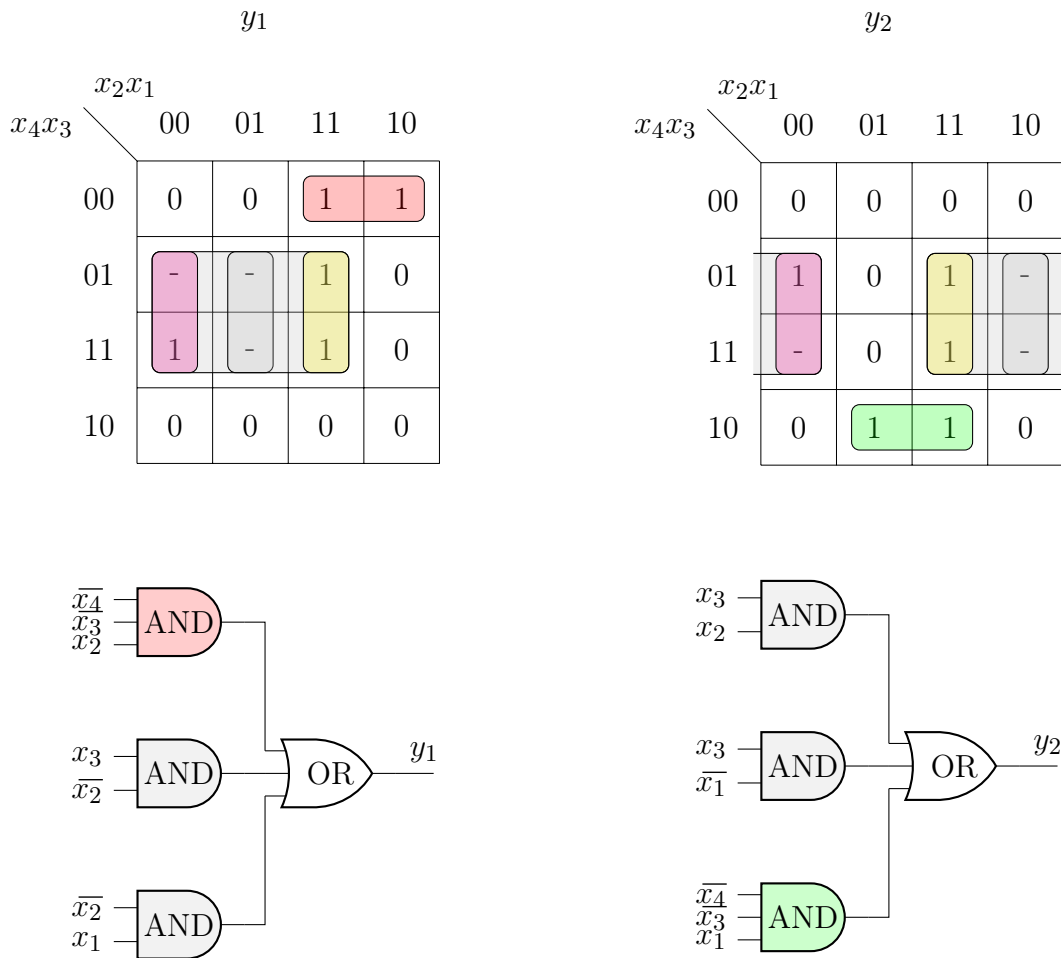 y₁ y₂
x₂x₁ x₂x₁
x₄x₃ 00 01 11 10 x₄x₃ 00 01 11 10
00 0 0 1 1 00 0 0 0 0
01 - - 1 0 01 1 0 1 -
11 1 - 1 0 11 - 0 1 -
10 0 0 0 0 10 0 1 1 0
x̅₄
x̅₃ AND
x₂
x₃
x₂
AND
x₃
x̅₂
AND
OR y₁
x₃
x̅₁
AND
OR y₂
x̅₂
x₁
AND
x̅₄
x̅₃ AND
x₁